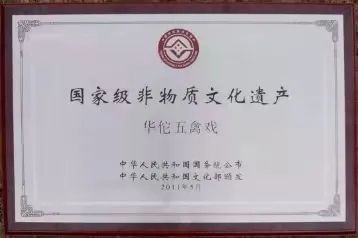 国家级非物质文化遗产
华佗五禽戏
中华人民共和国国务院公布
中华人民共和国文化部颁发
2011年5月